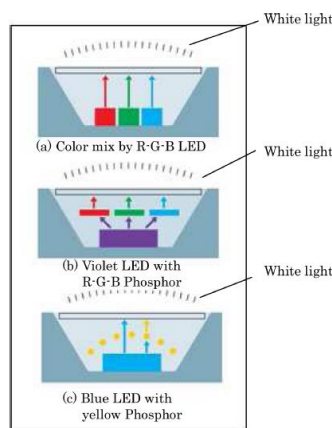 White light
(a) Color mix by R-G-B LED
White light
(b) Violet LED with
R-G-B Phosphor
White light
(c) Blue LED with
yellow Phosphor